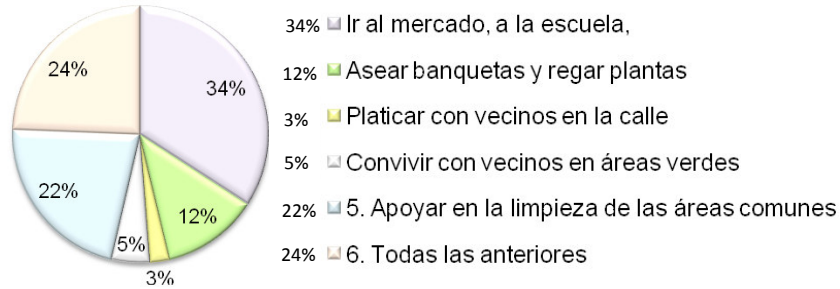 34%
24%
22%
12%
5%
3%
34% Ir al mercado, a la escuela,
12% Asear banquetas y regar plantas
3% Platicar con vecinos en la calle
5% Convivir con vecinos en áreas verdes
22% 5. Apoyar en la limpieza de las áreas comunes
24% 6. Todas las anteriores